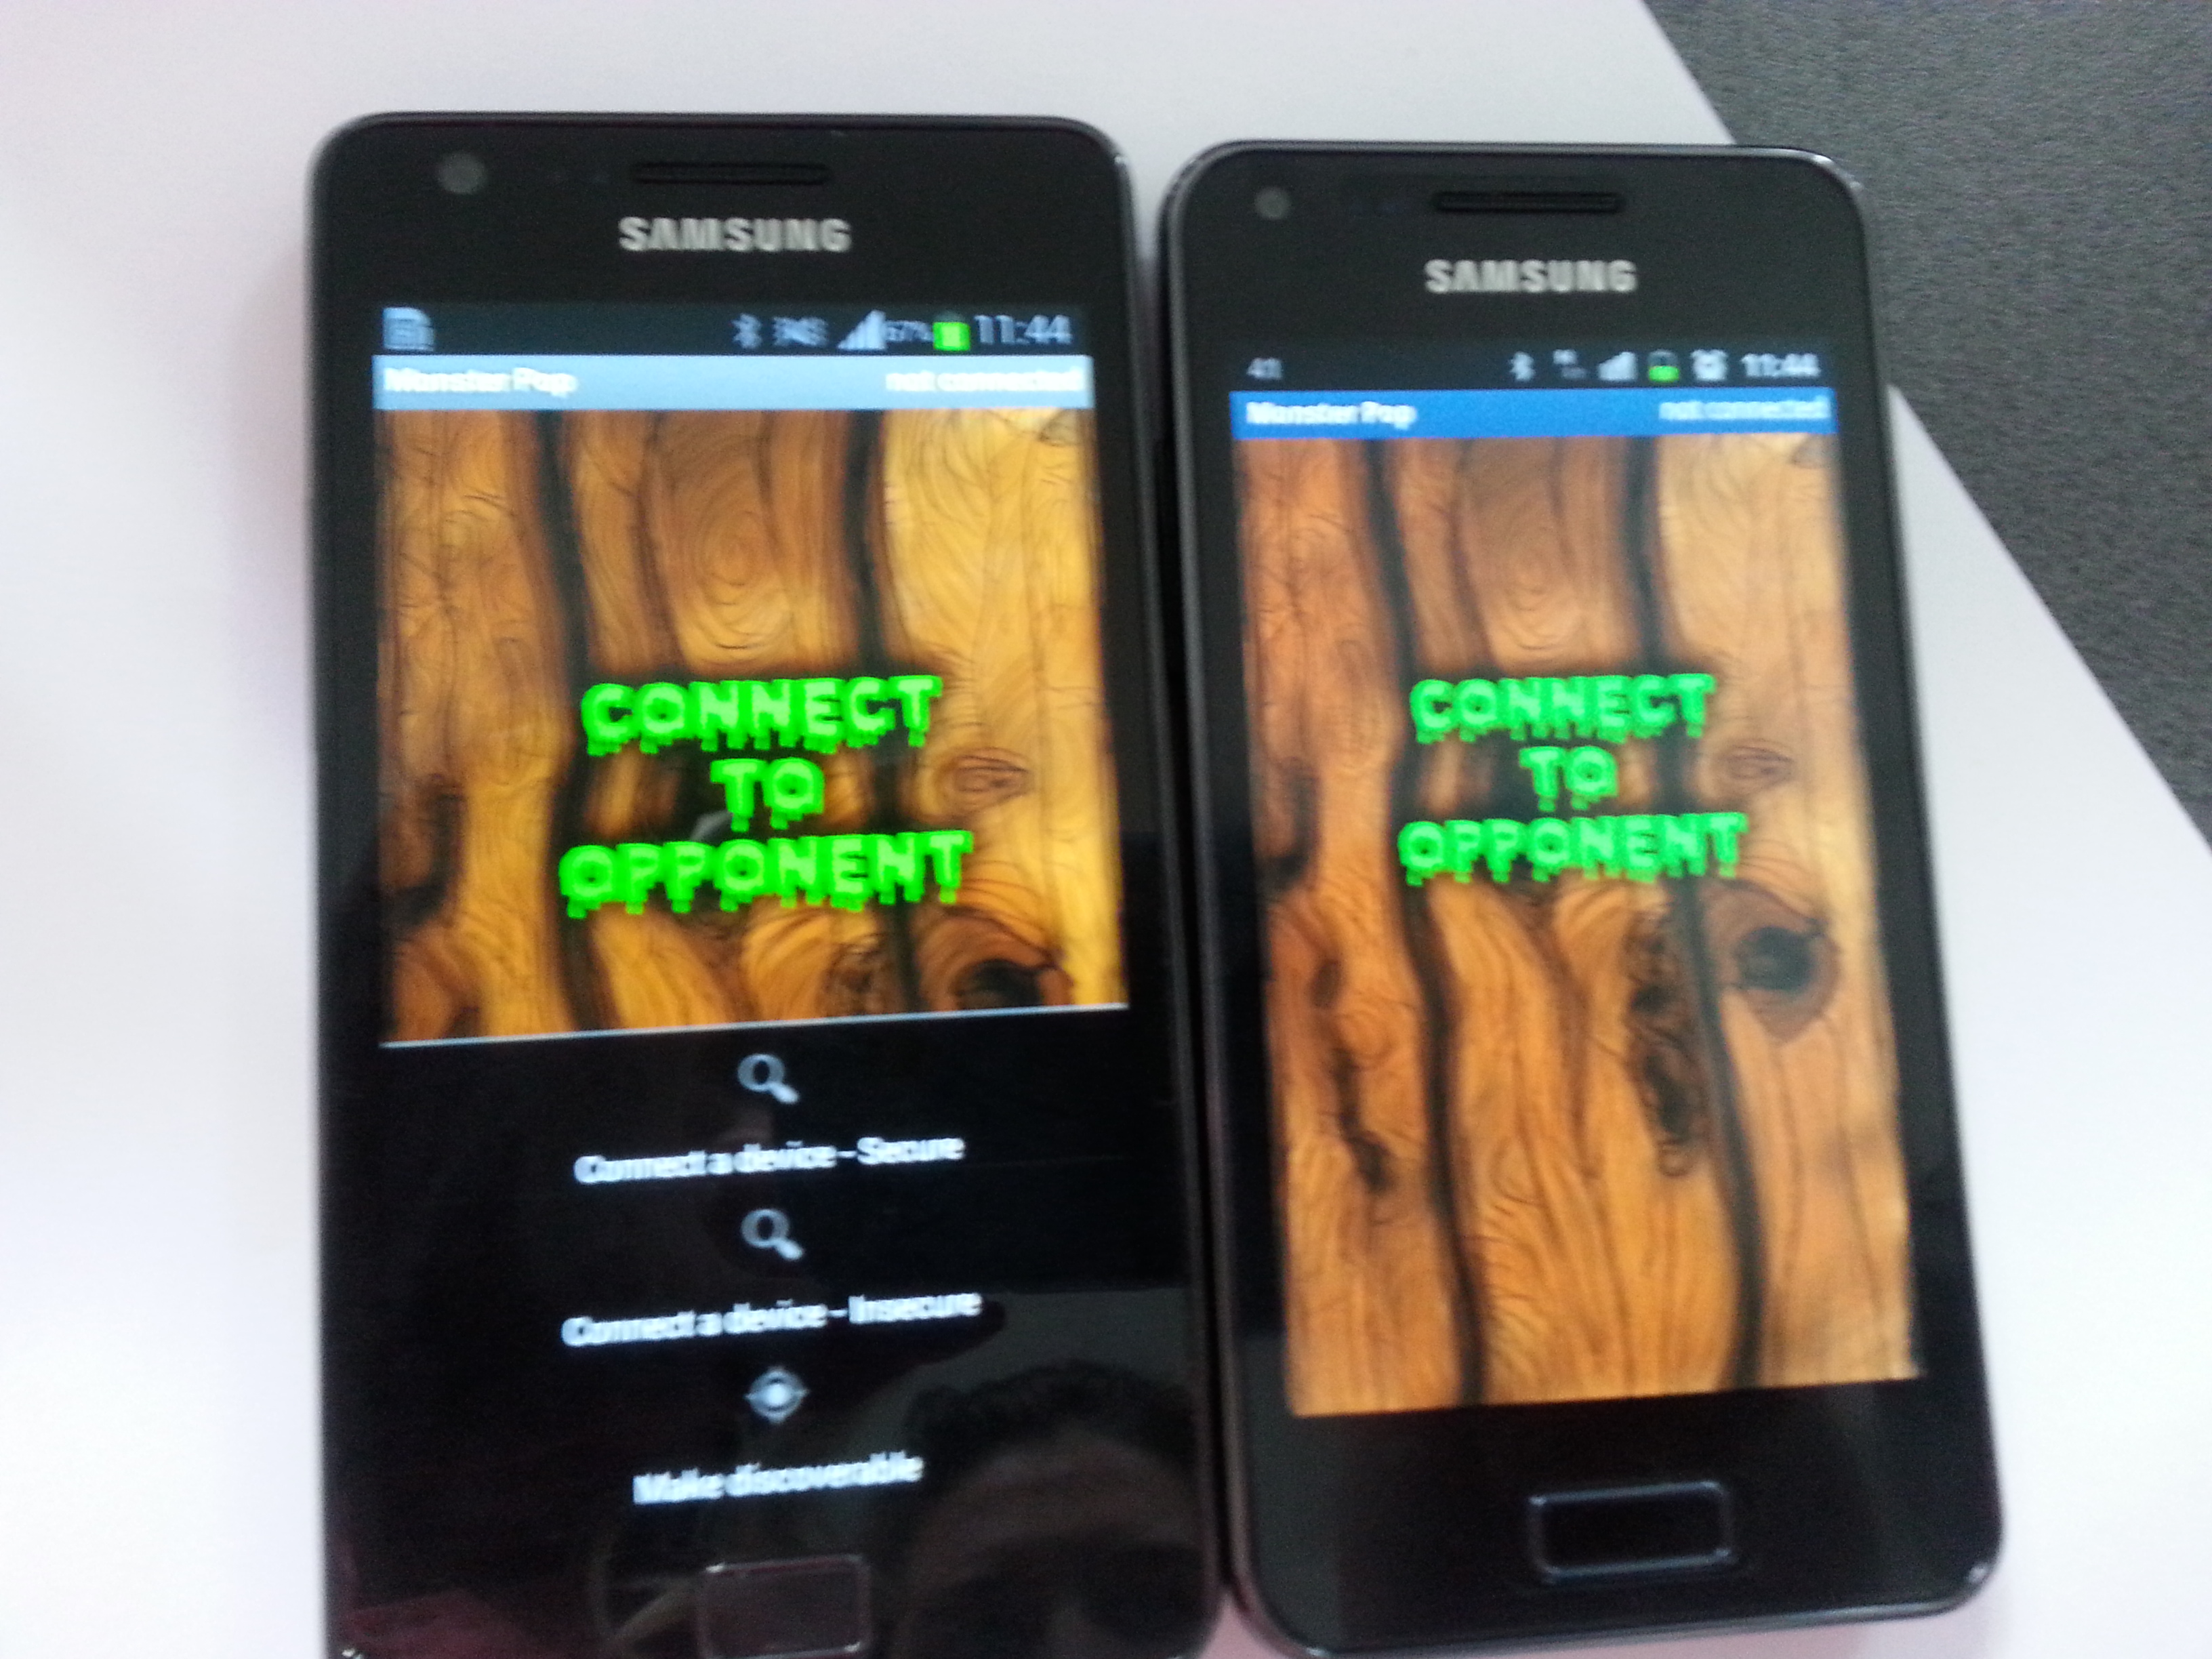 SAMSUNG
67% 11:44
Monster Pop not connected
CONNECT
TO
OPPONENT
Connect a device - Secure
Connect a device - Insecure
Make discoverable
SAMSUNG
41 11:44
Monster Pop not connected
CONNECT
TO
OPPONENT